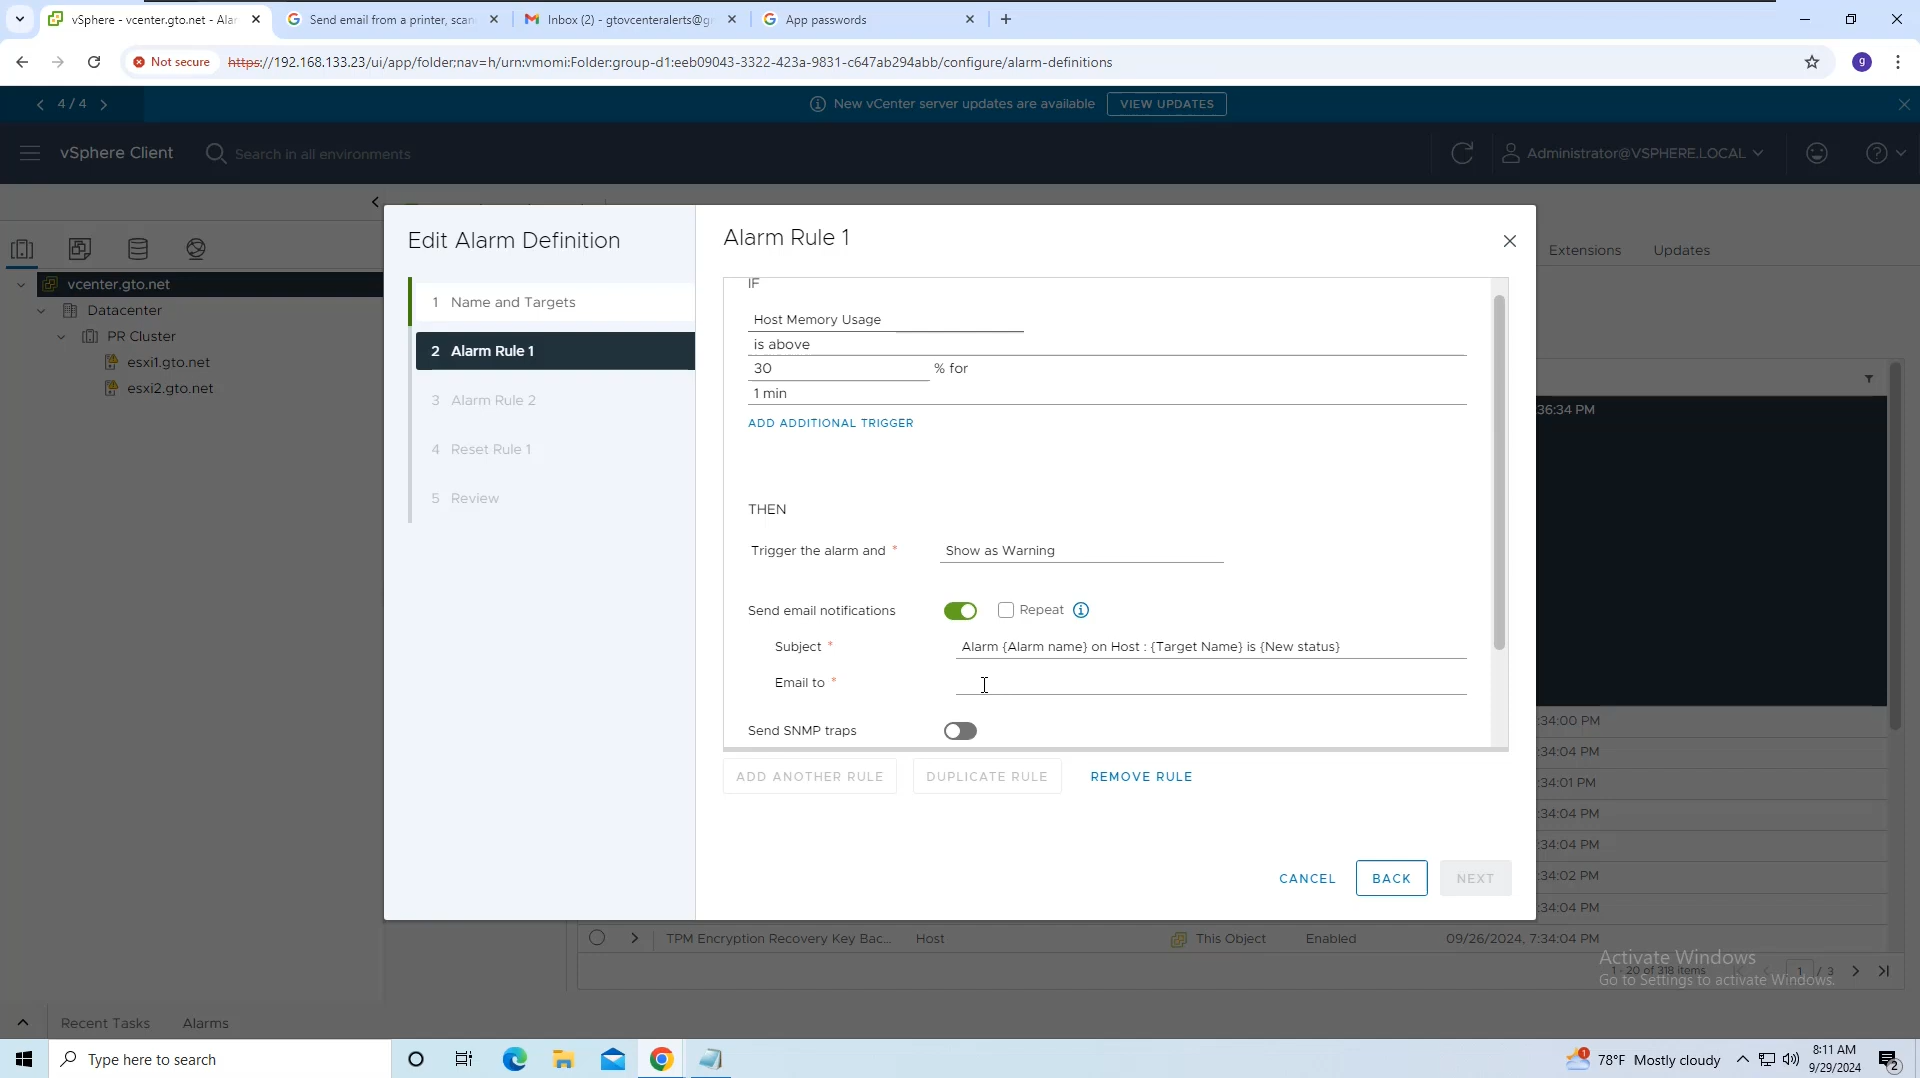 vSphere - vcenter.gto.net - Alar
Send email from a printer, scan
Inbox (2) - gtovcenteralerts@g
App passwords
Not secure
https://192.168.133.23/ui/app/folder;nav=h/urn:vmomi:Folder:group-d1:eeb09043-3322-423a-9831-c647ab294abb/configure/alarm-definitions
g
4 / 4
New vCenter server updates are available
VIEW UPDATES
vSphere Client
Search in all environments
Administrator@VSPHERE.LOCAL
Extensions
Updates
vcenter.gto.net
Datacenter
PR Cluster
esxi1.gto.net
esxi2.gto.net
Edit Alarm Definition
1 Name and Targets
2 Alarm Rule 1
3 Alarm Rule 2
4 Reset Rule 1
5 Review
Alarm Rule 1
IF
Host Memory Usage
is above
30 % for
1 min
ADD ADDITIONAL TRIGGER
THEN
Trigger the alarm and * Show as Warning
Send email notifications
Repeat
Subject * Alarm {Alarm name} on Host : {Target Name} is {New status}
Email to *
Send SNMP traps
ADD ANOTHER RULE
DUPLICATE RULE
REMOVE RULE
CANCEL
BACK
NEXT
36:34 PM
:34:00 PM
:34:04 PM
:34:01 PM
:34:04 PM
:34:04 PM
:34:02 PM
:34:04 PM
TPM Encryption Recovery Key Bac... Host This Object Enabled 09/26/2024, 7:34:04 PM
1 - 20 of 318 items
1 / 3
Activate Windows
Go to Settings to activate Windows.
Recent Tasks
Alarms
Type here to search
1
78°F Mostly cloudy
8:11 AM
9/29/2024
2